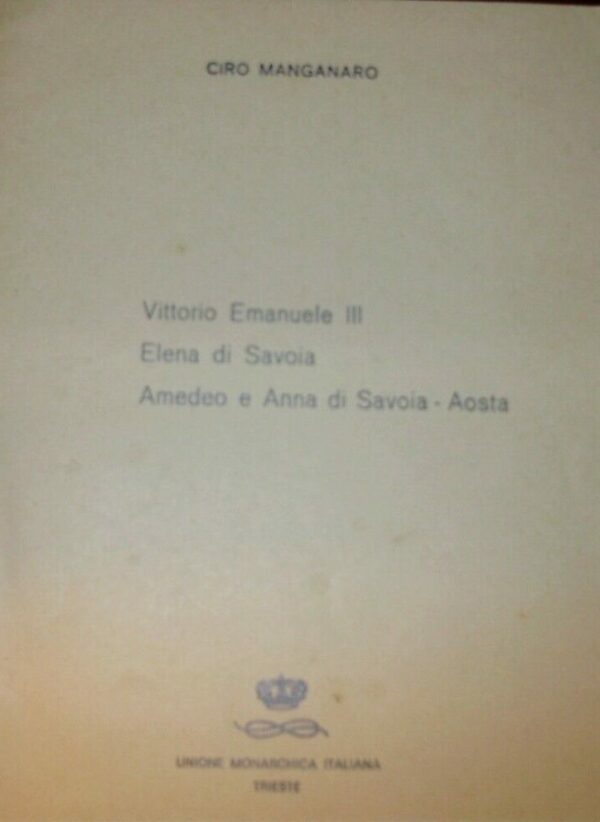 CIRO MANGANARO
Vittorio Emanuele III
Elena di Savoia
Amedeo e Anna di Savoia - Aosta
UNIONE MONARCHICA ITALIANA
TRIESTE